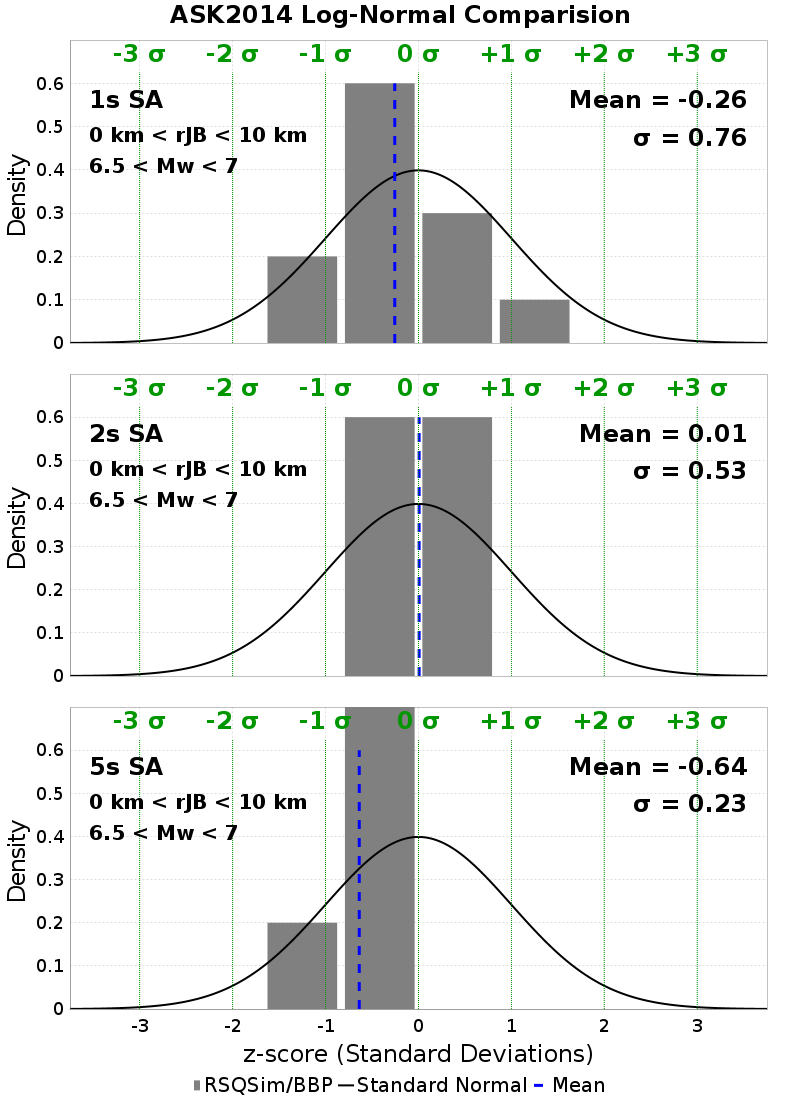 ASK2014 Log-Normal Comparision
-3 σ -2 σ -1 σ 0 σ +1 σ +2 σ +3 σ
1s SA
0 km < rJB < 10 km
6.5 < Mw < 7
Mean = -0.26
σ = 0.76
Density
0.6
0.5
0.4
0.3
0.2
0.1
0
-3 σ -2 σ -1 σ 0 σ +1 σ +2 σ +3 σ
2s SA
0 km < rJB < 10 km
6.5 < Mw < 7
Mean = 0.01
σ = 0.53
Density
0.6
0.5
0.4
0.3
0.2
0.1
0
-3 σ -2 σ -1 σ 0 σ +1 σ +2 σ +3 σ
5s SA
0 km < rJB < 10 km
6.5 < Mw < 7
Mean = -0.64
σ = 0.23
Density
0.6
0.5
0.4
0.3
0.2
0.1
0
-3 -2 -1 0 1 2 3
z-score (Standard Deviations)
RSQSim/BBP Standard Normal Mean